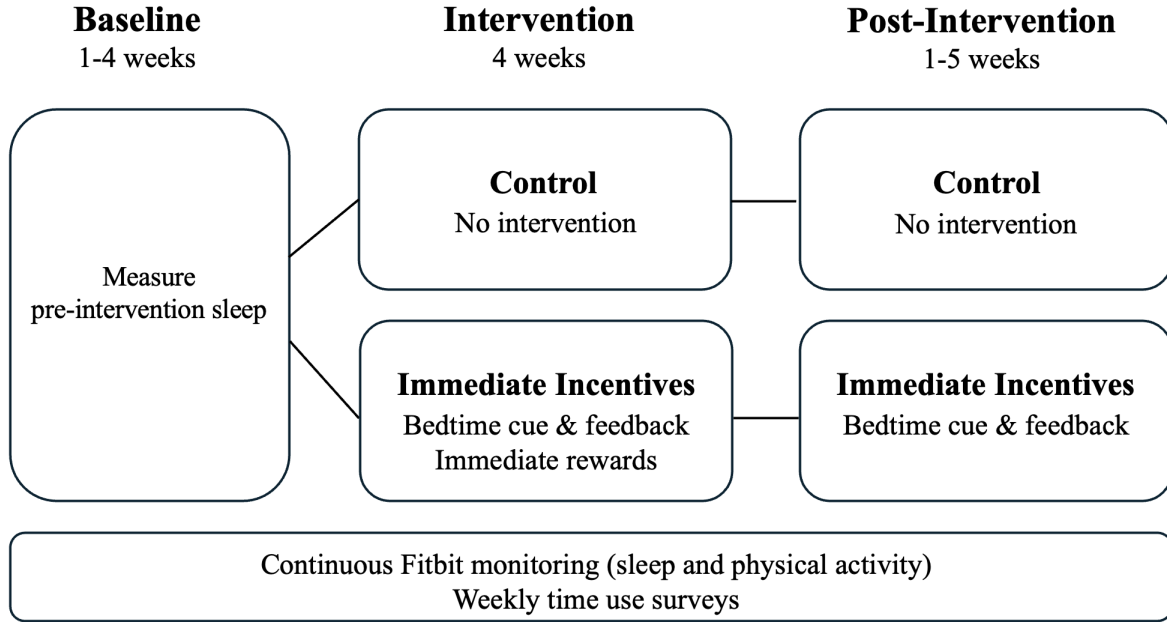 Baseline
1-4 weeks
Intervention
4 weeks
Post-Intervention
1-5 weeks
Measure
pre-intervention sleep
Control
No intervention
Control
No intervention
Immediate Incentives
Bedtime cue & feedback
Immediate rewards
Immediate Incentives
Bedtime cue & feedback
Continuous Fitbit monitoring (sleep and physical activity)
Weekly time use surveys